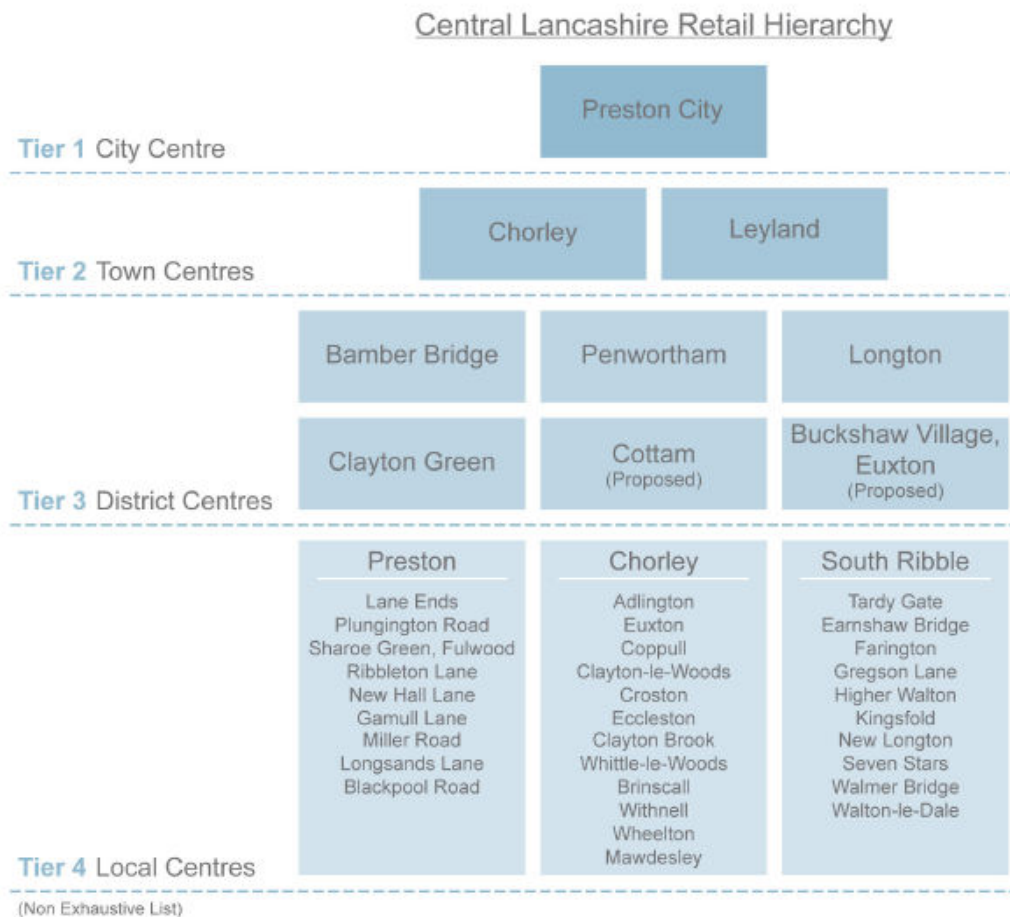 Central Lancashire Retail Hierarchy
Preston City
Tier 1 City Centre
Chorley
Leyland
Tier 2 Town Centres
Bamber Bridge
Penwortham
Longton
Clayton Green
Cottam
(Proposed)
Buckshaw Village,
Euxton
(Proposed)
Tier 3 District Centres
Preston
Lane Ends
Plungington Road
Sharoe Green, Fulwood
Ribbleton Lane
New Hall Lane
Gamull Lane
Miller Road
Longsands Lane
Blackpool Road
Chorley
Adlington
Euxton
Coppull
Clayton-le-Woods
Croston
Eccleston
Clayton Brook
Whittle-le-Woods
Brinscall
Withnell
Wheelton
Mawdesley
South Ribble
Tardy Gate
Earnshaw Bridge
Farington
Gregson Lane
Higher Walton
Kingsfold
New Longton
Seven Stars
Walmer Bridge
Walton-le-Dale
Tier 4 Local Centres
(Non Exhaustive List)